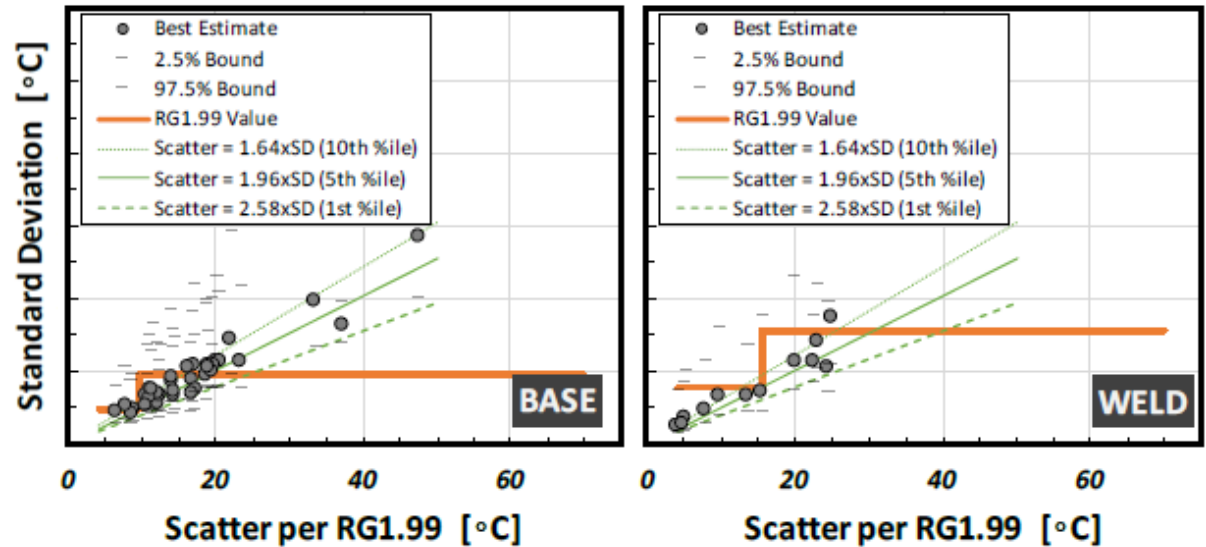 Best Estimate
2.5% Bound
97.5% Bound
RG1.99 Value
Scatter = 1.64xSD (10th %ile)
Scatter = 1.96xSD (5th %ile)
Scatter = 2.58xSD (1st %ile)
Standard Deviation [°C]
BASE
0 20 40 60
Scatter per RG1.99 [°C]
Best Estimate
2.5% Bound
97.5% Bound
RG1.99 Value
Scatter = 1.64xSD (10th %ile)
Scatter = 1.96xSD (5th %ile)
Scatter = 2.58xSD (1st %ile)
WELD
0 20 40 60
Scatter per RG1.99 [°C]